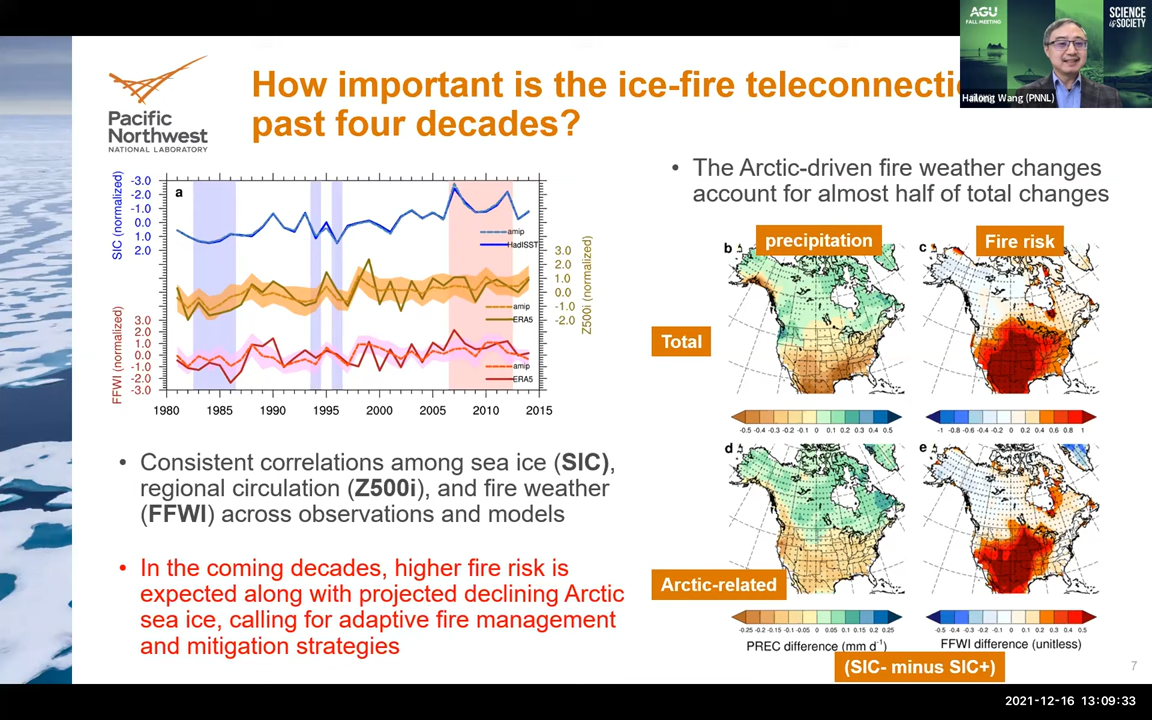 AGU
FALL MEETING
SCIENCE
is SOCIETY
Hailong Wang (PNNL)
Pacific
Northwest
NATIONAL LABORATORY
How important is the ice-fire teleconnecti
past four decades?
SIC (normalized)
-3.0
-2.0
-1.0
0.0
1.0
2.0
a
amip
HadISST
3.0
2.0
1.0
0.0
-1.0
-2.0
Z500i (normalized)
amip
ERA5
FFWI (normalized)
3.0
2.0
1.0
0.0
-1.0
-2.0
-3.0
amip
ERA5
1980 1985 1990 1995 2000 2005 2010 2015
• Consistent correlations among sea ice (SIC),
regional circulation (Z500i), and fire weather
(FFWI) across observations and models
• In the coming decades, higher fire risk is
expected along with projected declining Arctic
sea ice, calling for adaptive fire management
and mitigation strategies
• The Arctic-driven fire weather changes
account for almost half of total changes
b precipitation
c Fire risk
Total
-0.5 -0.4 -0.3 -0.2 -0.1 0 0.1 0.2 0.3 0.4 0.5
-1 -0.8 -0.6 -0.4 -0.2 0 0.2 0.4 0.6 0.8 1
d
e
Arctic-related
-0.25 -0.2 -0.15 -0.1 -0.05 0 0.05 0.1 0.15 0.2 0.25
-0.5 -0.4 -0.3 -0.2 -0.1 0 0.1 0.2 0.3 0.4 0.5
PREC difference (mm d⁻¹)
FFWI difference (unitless)
(SIC- minus SIC+)
7
2021-12-16 13:09:33